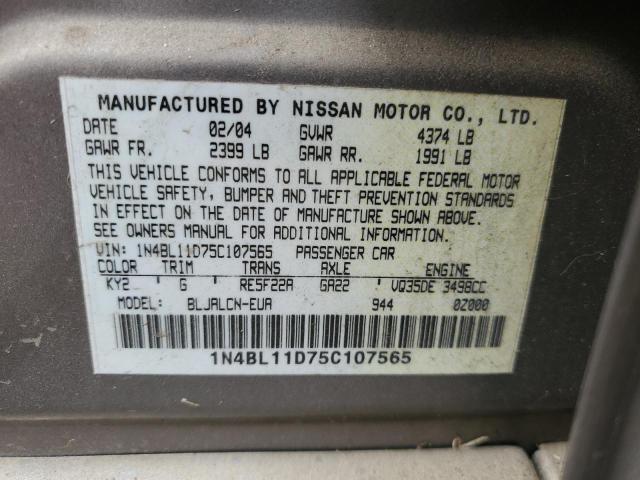 MANUFACTURED BY NISSAN MOTOR CO., LTD.
DATE 02/04 GVWR 4374 LB
GAWR FR. 2399 LB GAWR RR. 1991 LB
THIS VEHICLE CONFORMS TO ALL APPLICABLE FEDERAL MOTOR
VEHICLE SAFETY, BUMPER AND THEFT PREVENTION STANDARDS
IN EFFECT ON THE DATE OF MANUFACTURE SHOWN ABOVE.
SEE OWNERS MANUAL FOR ADDITIONAL INFORMATION.
VIN: 1N4BL11D75C107565 PASSENGER CAR
COLOR TRIM TRANS AXLE ENGINE
KY2 G RE5F22A GA22 VQ35DE 3498CC
MODEL: BLJALCN-EUA 944 0Z000
1N4BL11D75C107565